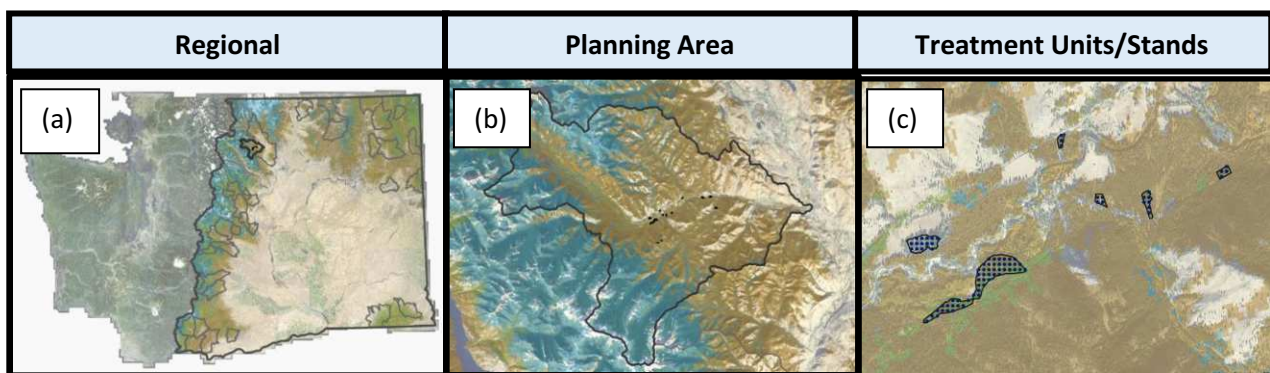 Regional
Planning Area
Treatment Units/Stands
(a)
(b)
(c)